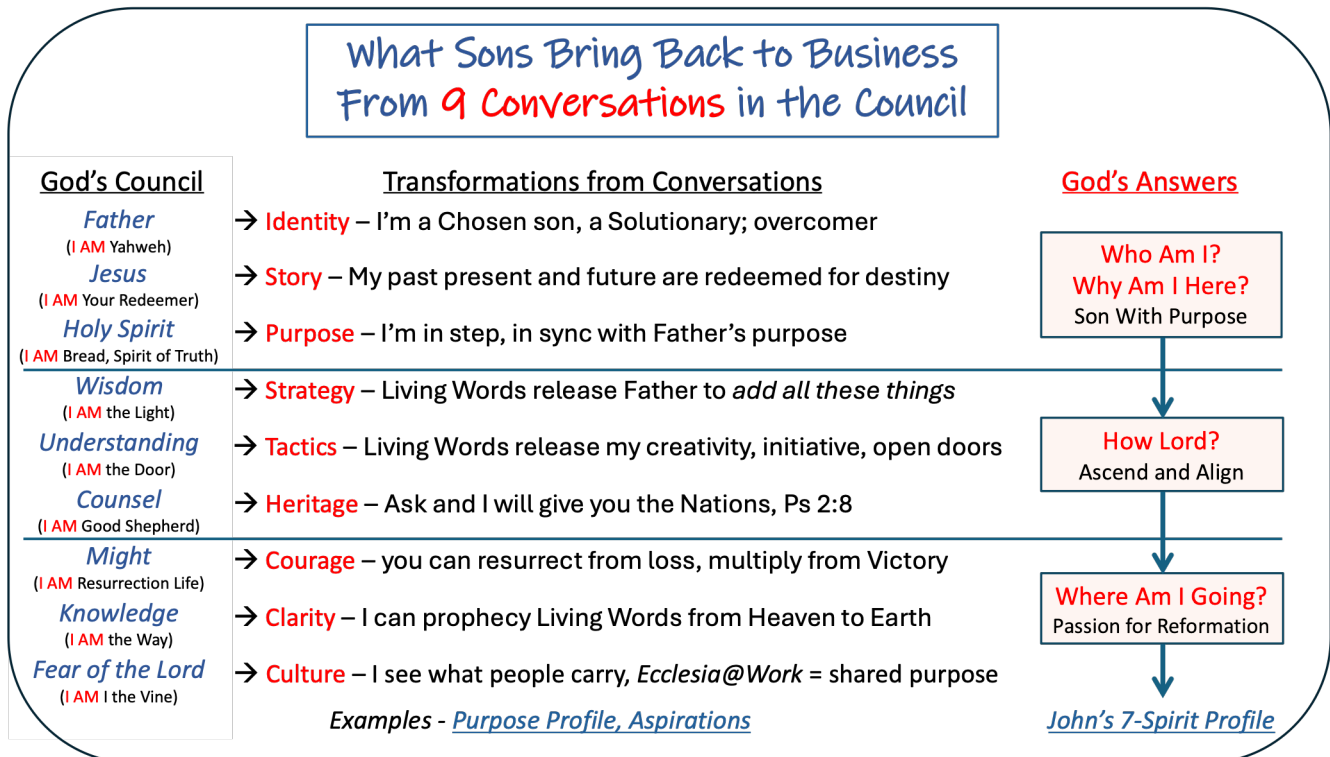 What Sons Bring Back to Business
From 9 Conversations in the Council
God's Council
Transformations from Conversations
God's Answers
Father
(I AM Yahweh)
→ Identity – I'm a Chosen son, a Solutionary; overcomer
Jesus
(I AM Your Redeemer)
→ Story – My past present and future are redeemed for destiny
Holy Spirit
(I AM Bread, Spirit of Truth)
→ Purpose – I'm in step, in sync with Father's purpose
Who Am I?
Why Am I Here?
Son With Purpose
Wisdom
(I AM the Light)
→ Strategy – Living Words release Father to add all these things
Understanding
(I AM the Door)
→ Tactics – Living Words release my creativity, initiative, open doors
Counsel
(I AM Good Shepherd)
→ Heritage – Ask and I will give you the Nations, Ps 2:8
How Lord?
Ascend and Align
Might
(I AM Resurrection Life)
→ Courage – you can resurrect from loss, multiply from Victory
Knowledge
(I AM the Way)
→ Clarity – I can prophecy Living Words from Heaven to Earth
Fear of the Lord
(I AM I the Vine)
→ Culture – I see what people carry, Ecclesia@Work = shared purpose
Where Am I Going?
Passion for Reformation
Examples - Purpose Profile, Aspirations
John's 7-Spirit Profile